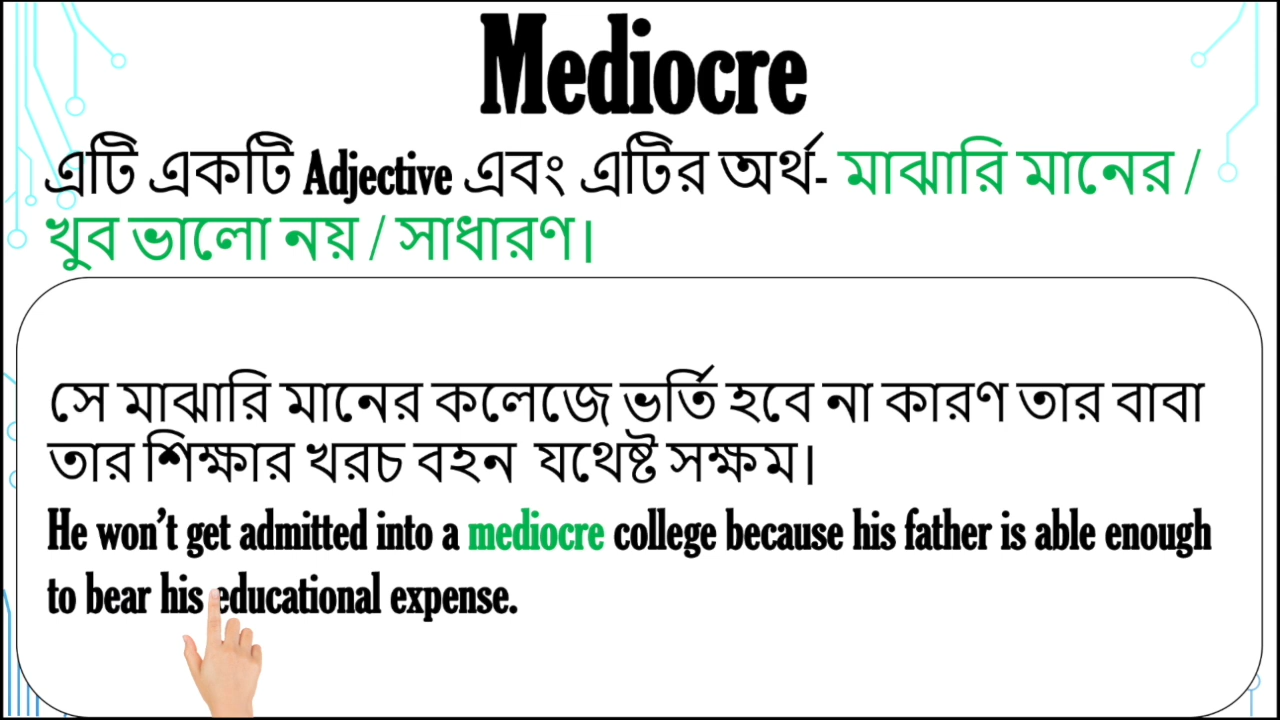 Mediocre
এটি একটি Adjective এবং এটির অর্থ- মাঝারি মানের /
খুব ভালো নয় / সাধারণ।
সে মাঝারি মানের কলেজে ভর্তি হবে না কারণ তার বাবা
তার শিক্ষার খরচ বহন যথেষ্ট সক্ষম।
He won’t get admitted into a mediocre college because his father is able enough
to bear his educational expense.